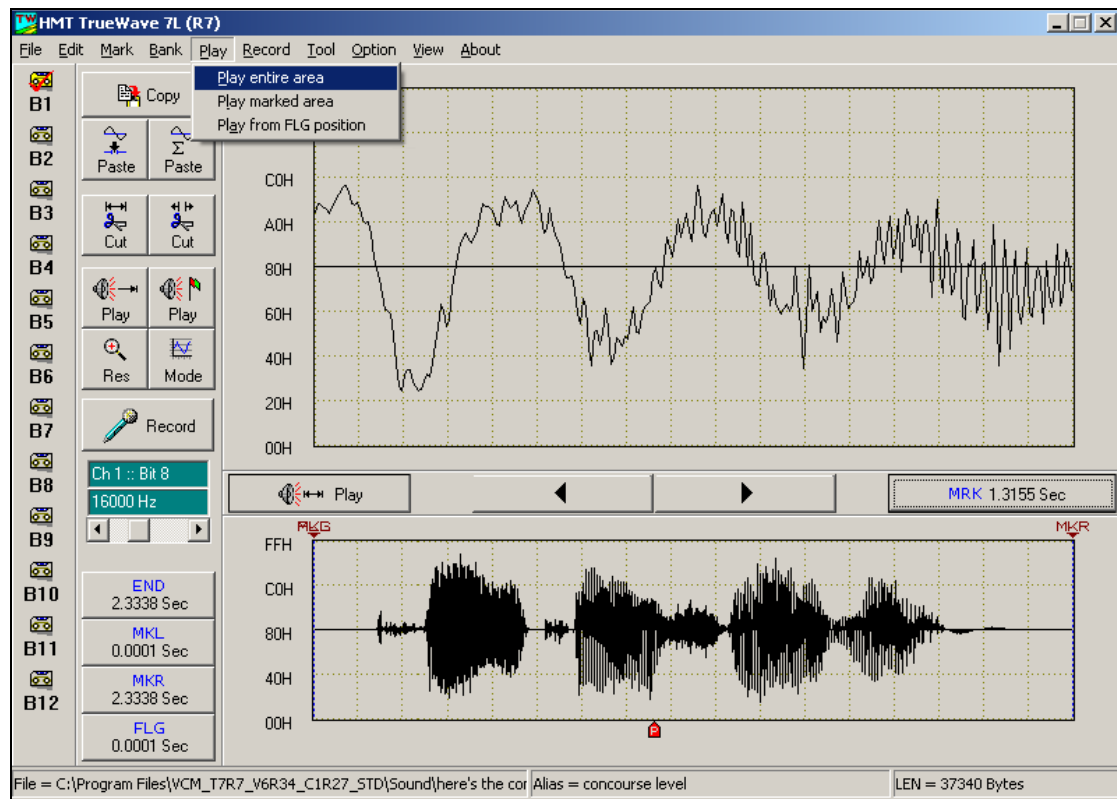 HMT TrueWave 7L (R7)
File Edit Mark Bank Play Record Tool Option View About
Play entire area
Play marked area
Play from FLG position
B1
B2
B3
B4
B5
B6
B7
B8
B9
B10
B11
B12
Copy
Paste Paste
Cut Cut
Play Play
Res Mode
Record
Ch 1 :: Bit 8
16000 Hz
END
2.3338 Sec
MKL
0.0001 Sec
MKR
2.3338 Sec
FLG
0.0001 Sec
C0H
A0H
80H
60H
40H
20H
00H
Play
MRK 1.3155 Sec
MKR
FFH
C0H
80H
40H
00H
P
File = C:\Program Files\VCM_T7R7_V6R34_C1R27_STD\Sound\here's the cor
Alias = concourse level
LEN = 37340 Bytes